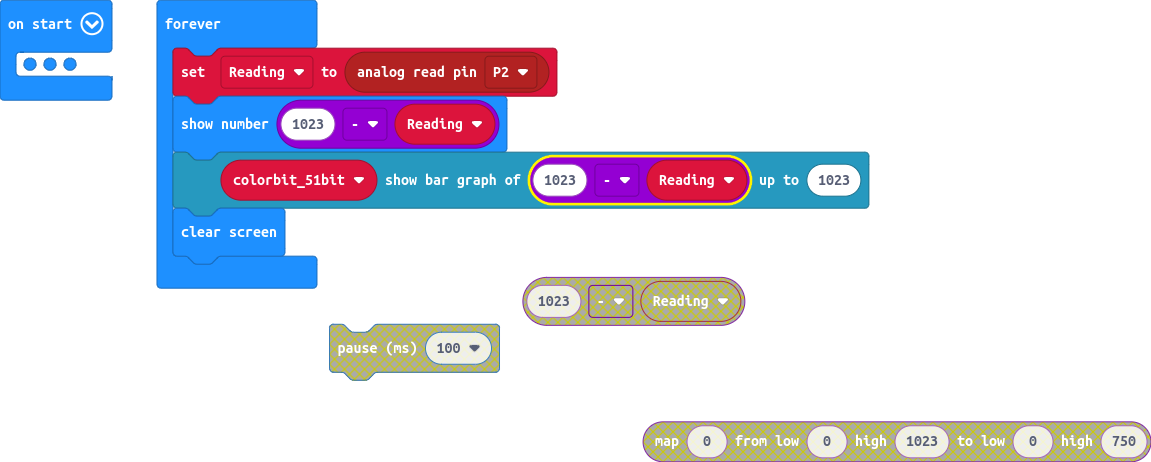 on start
forever
set Reading to analog read pin P2
show number 1023 - Reading
colorbit_51bit show bar graph of 1023 - Reading up to 1023
clear screen
1023 - Reading
pause (ms) 100
map 0 from low 0 high 1023 to low 0 high 750